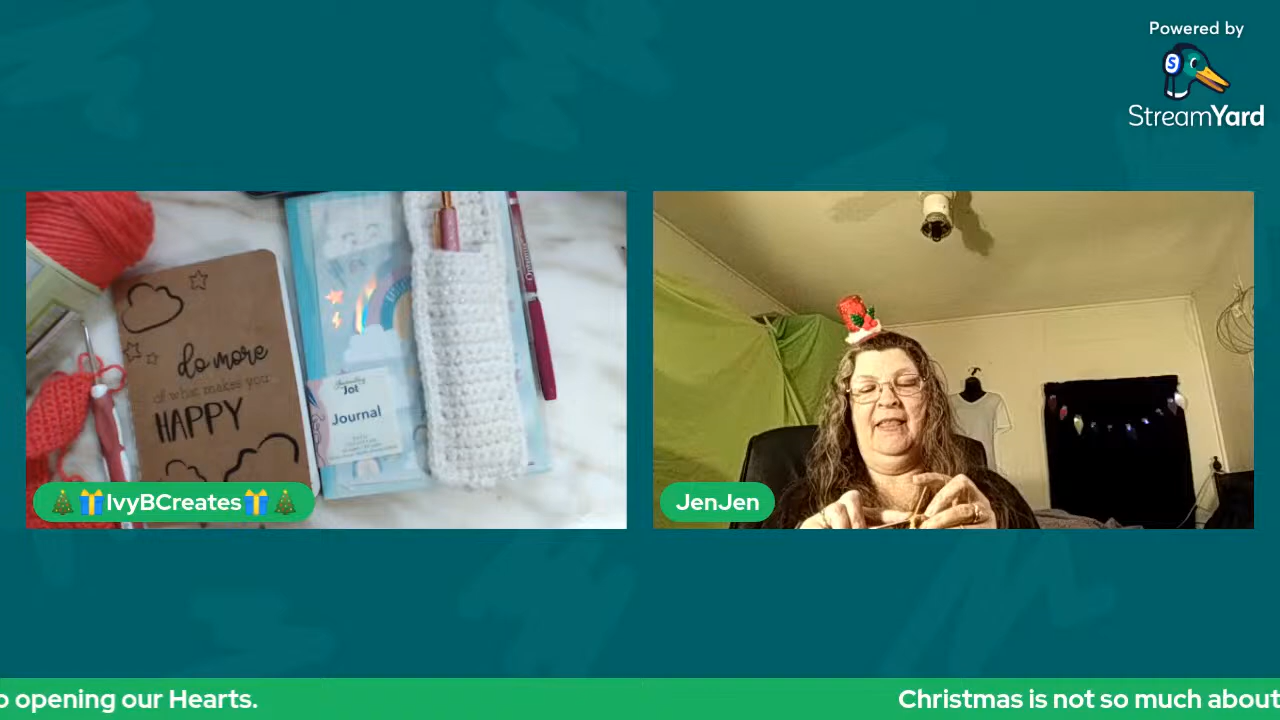 Powered by
S
StreamYard
do more
of what makes you
HAPPY
Jot
Journal
🎄🎁IvyBCreates🎁🎄
JenJen
o opening our Hearts.
Christmas is not so much about